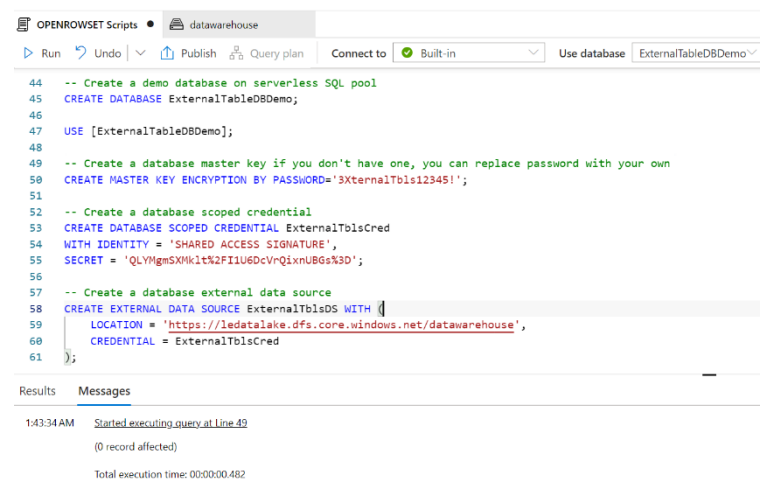 OPENROWSET Scripts datawarehouse
Run Undo Publish Query plan Connect to Built-in Use database ExternalTableDBDemo
44 -- Create a demo database on serverless SQL pool
45 CREATE DATABASE ExternalTableDBDemo;
46
47 USE [ExternalTableDBDemo];
48
49 -- Create a database master key if you don't have one, you can replace password with your own
50 CREATE MASTER KEY ENCRYPTION BY PASSWORD='3XternalTbls12345!';
51
52 -- Create a database scoped credential
53 CREATE DATABASE SCOPED CREDENTIAL ExternalTblsCred
54 WITH IDENTITY = 'SHARED ACCESS SIGNATURE',
55 SECRET = 'QLYMgmSXMklt%2FI1U6DcVrQixnUBGs%3D';
56
57 -- Create a database external data source
58 CREATE EXTERNAL DATA SOURCE ExternalTblsDS WITH (
59 LOCATION = 'https://ledatalake.dfs.core.windows.net/datawarehouse',
60 CREDENTIAL = ExternalTblsCred
61 );
Results Messages
1:43:34 AM Started executing query at Line 49
(0 record affected)
Total execution time: 00:00:00.482